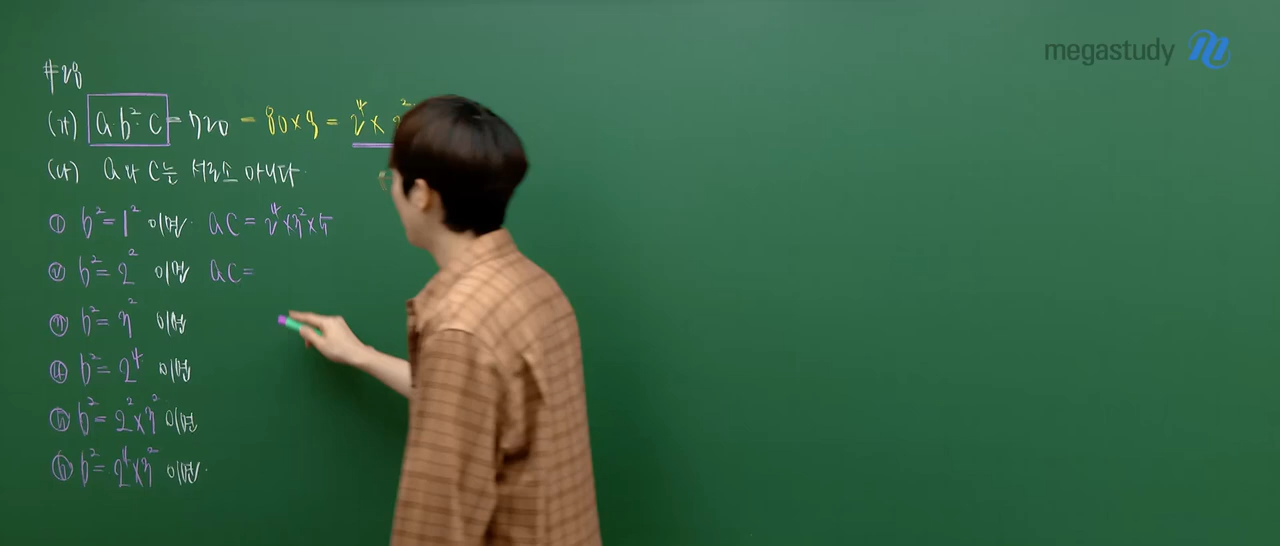 megastudy
#28
(가) a·b²·c = 720 = 80×9 = 2⁴×3²
(나) a와 c는 서로소 아니다.
① b²=1² 이면 ac=2⁴×3²×5
② b²=2² 이면 ac=
③ b²=3² 이면
④ b²=2⁴ 이면
⑤ b²=2²×3² 이면
⑥ b²=2⁴×3² 이면